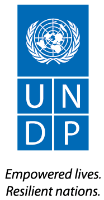 U N
D P
Empowered lives.
Resilient nations.